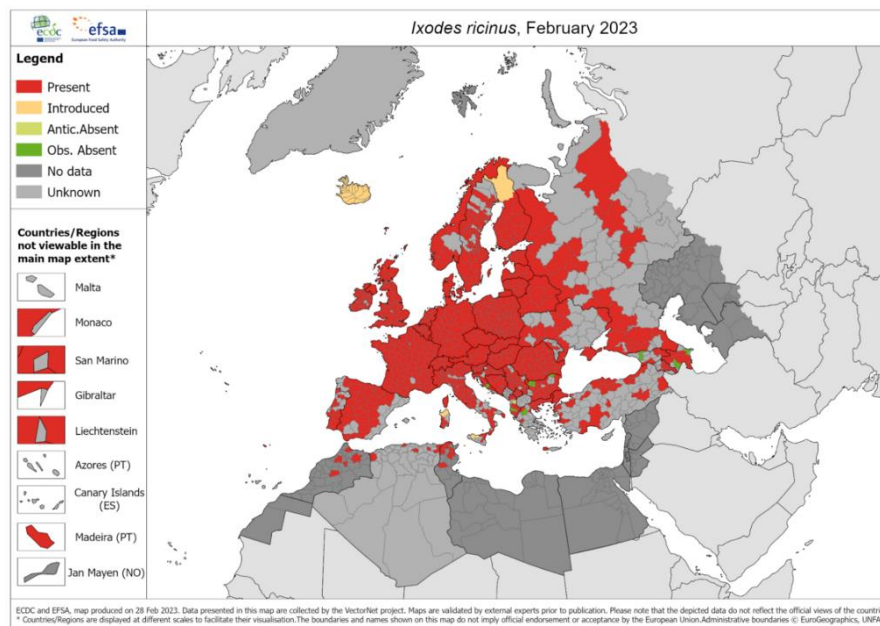 ecdc
efsa
European Food Safety Authority
Ixodes ricinus, February 2023
Legend
Present
Introduced
Antic.Absent
Obs. Absent
No data
Unknown
Countries/Regions
not viewable in the
main map extent*
Malta
Monaco
San Marino
Gibraltar
Liechtenstein
Azores (PT)
Canary Islands
(ES)
Madeira (PT)
Jan Mayen (NO)
ECDC and EFSA, map produced on 28 Feb 2023. Data presented in this map are collected by the VectorNet project. Maps are validated by external experts prior to publication. Please note that the depicted data do not reflect the official views of the countri
* Countries/Regions are displayed at different scales to facilitate their visualisation.The boundaries and names shown on this map do not imply official endorsement or acceptance by the European Union.Administrative boundaries © EuroGeographics, UNFA